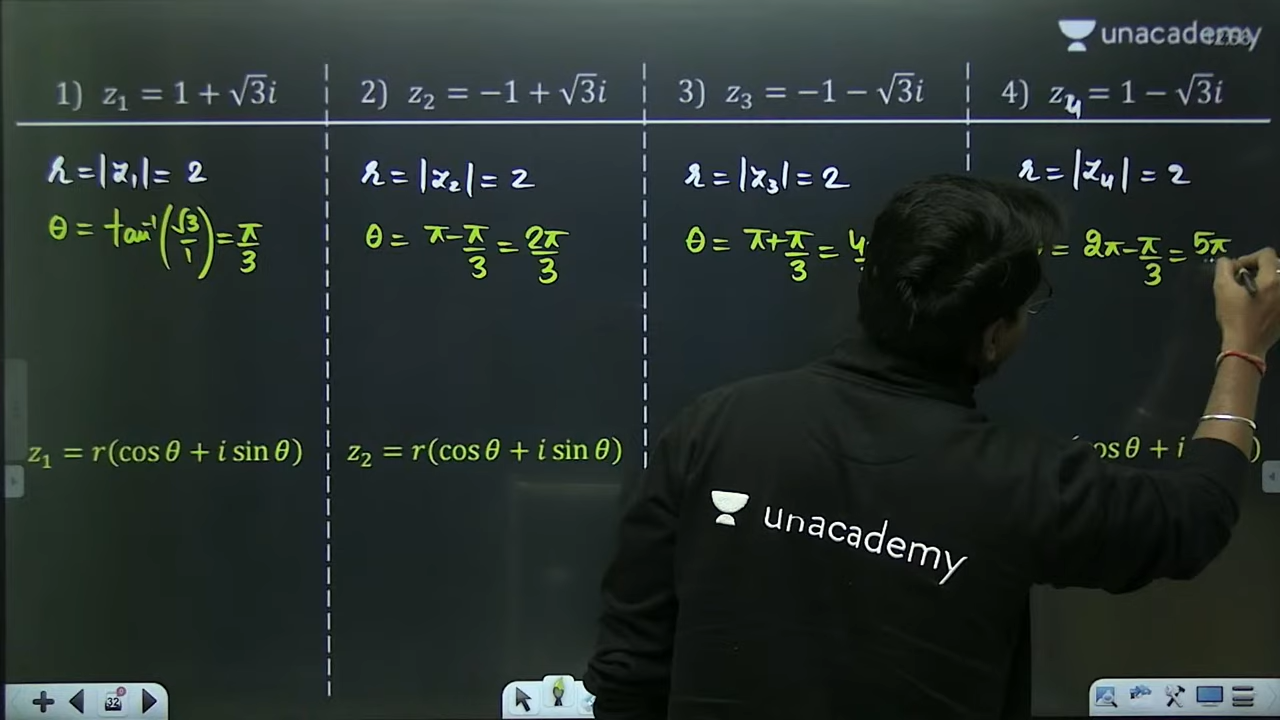 unacademy
1) z₁ = 1 + √3i
2) z₂ = −1 + √3i
3) z₃ = −1 − √3i
4) z₄ = 1 − √3i
r = |z₁| = 2
r = |z₂| = 2
r = |z₃| = 2
r = |z₄| = 2
θ = tan⁻¹(√3/1) = π/3
θ = π − π/3 = 2π/3
θ = π + π/3 = 4
= 2π − π/3 = 5π
z₁ = r(cos θ + i sin θ)
z₂ = r(cos θ + i sin θ)
os θ + i
)
unacademy
32